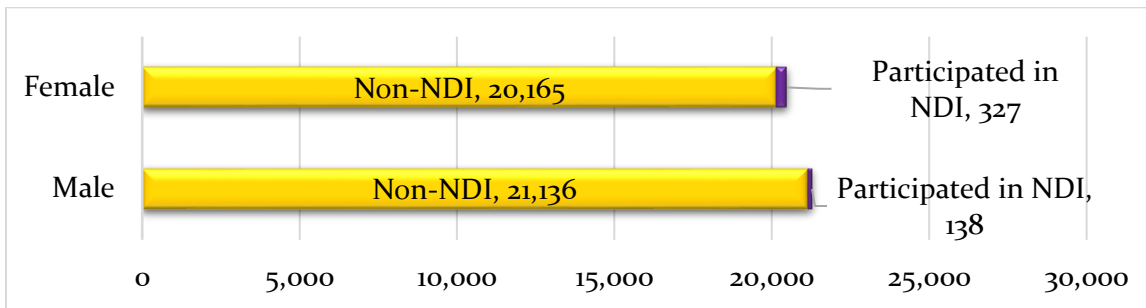 Female
Non-NDI, 20,165
Participated in
NDI, 327
Male
Non-NDI, 21,136
Participated in NDI,
138
0 5,000 10,000 15,000 20,000 25,000 30,000